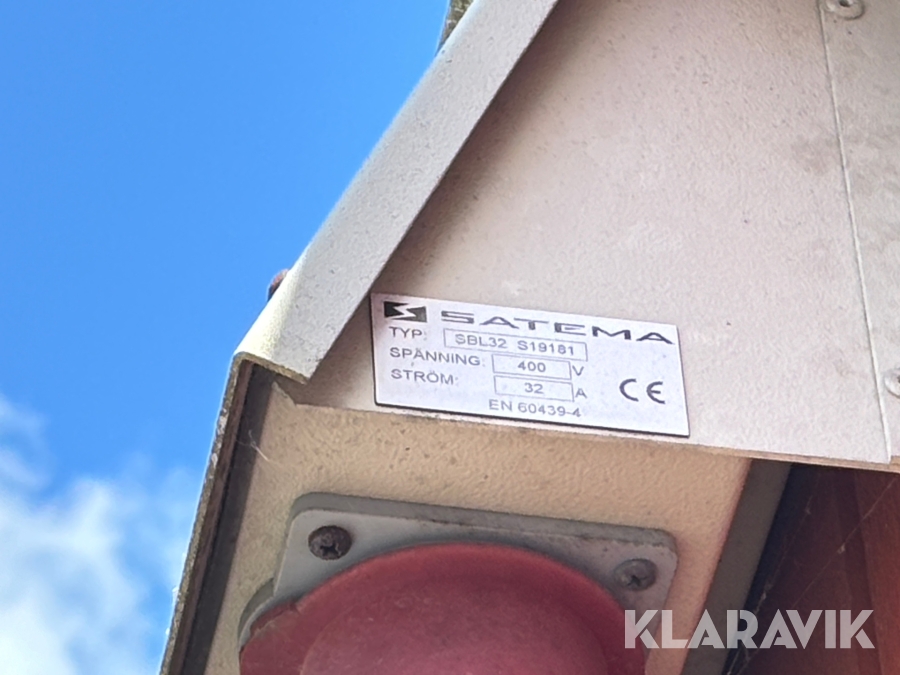 SATEMA
TYP: SBL32 S19181
SPÄNNING: 400 V
STRÖM: 32 A
CE
EN 60439-4
KLARAVIK